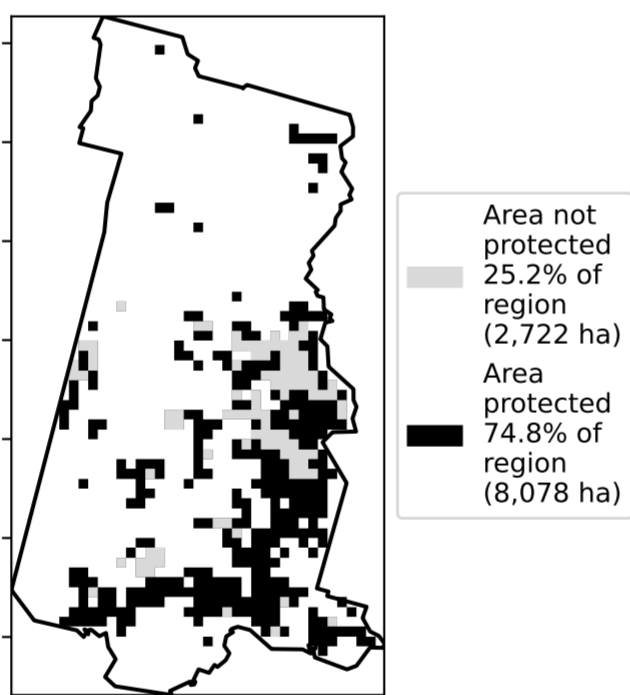 Area not
protected
25.2% of
region
(2,722 ha)
Area
protected
74.8% of
region
(8,078 ha)